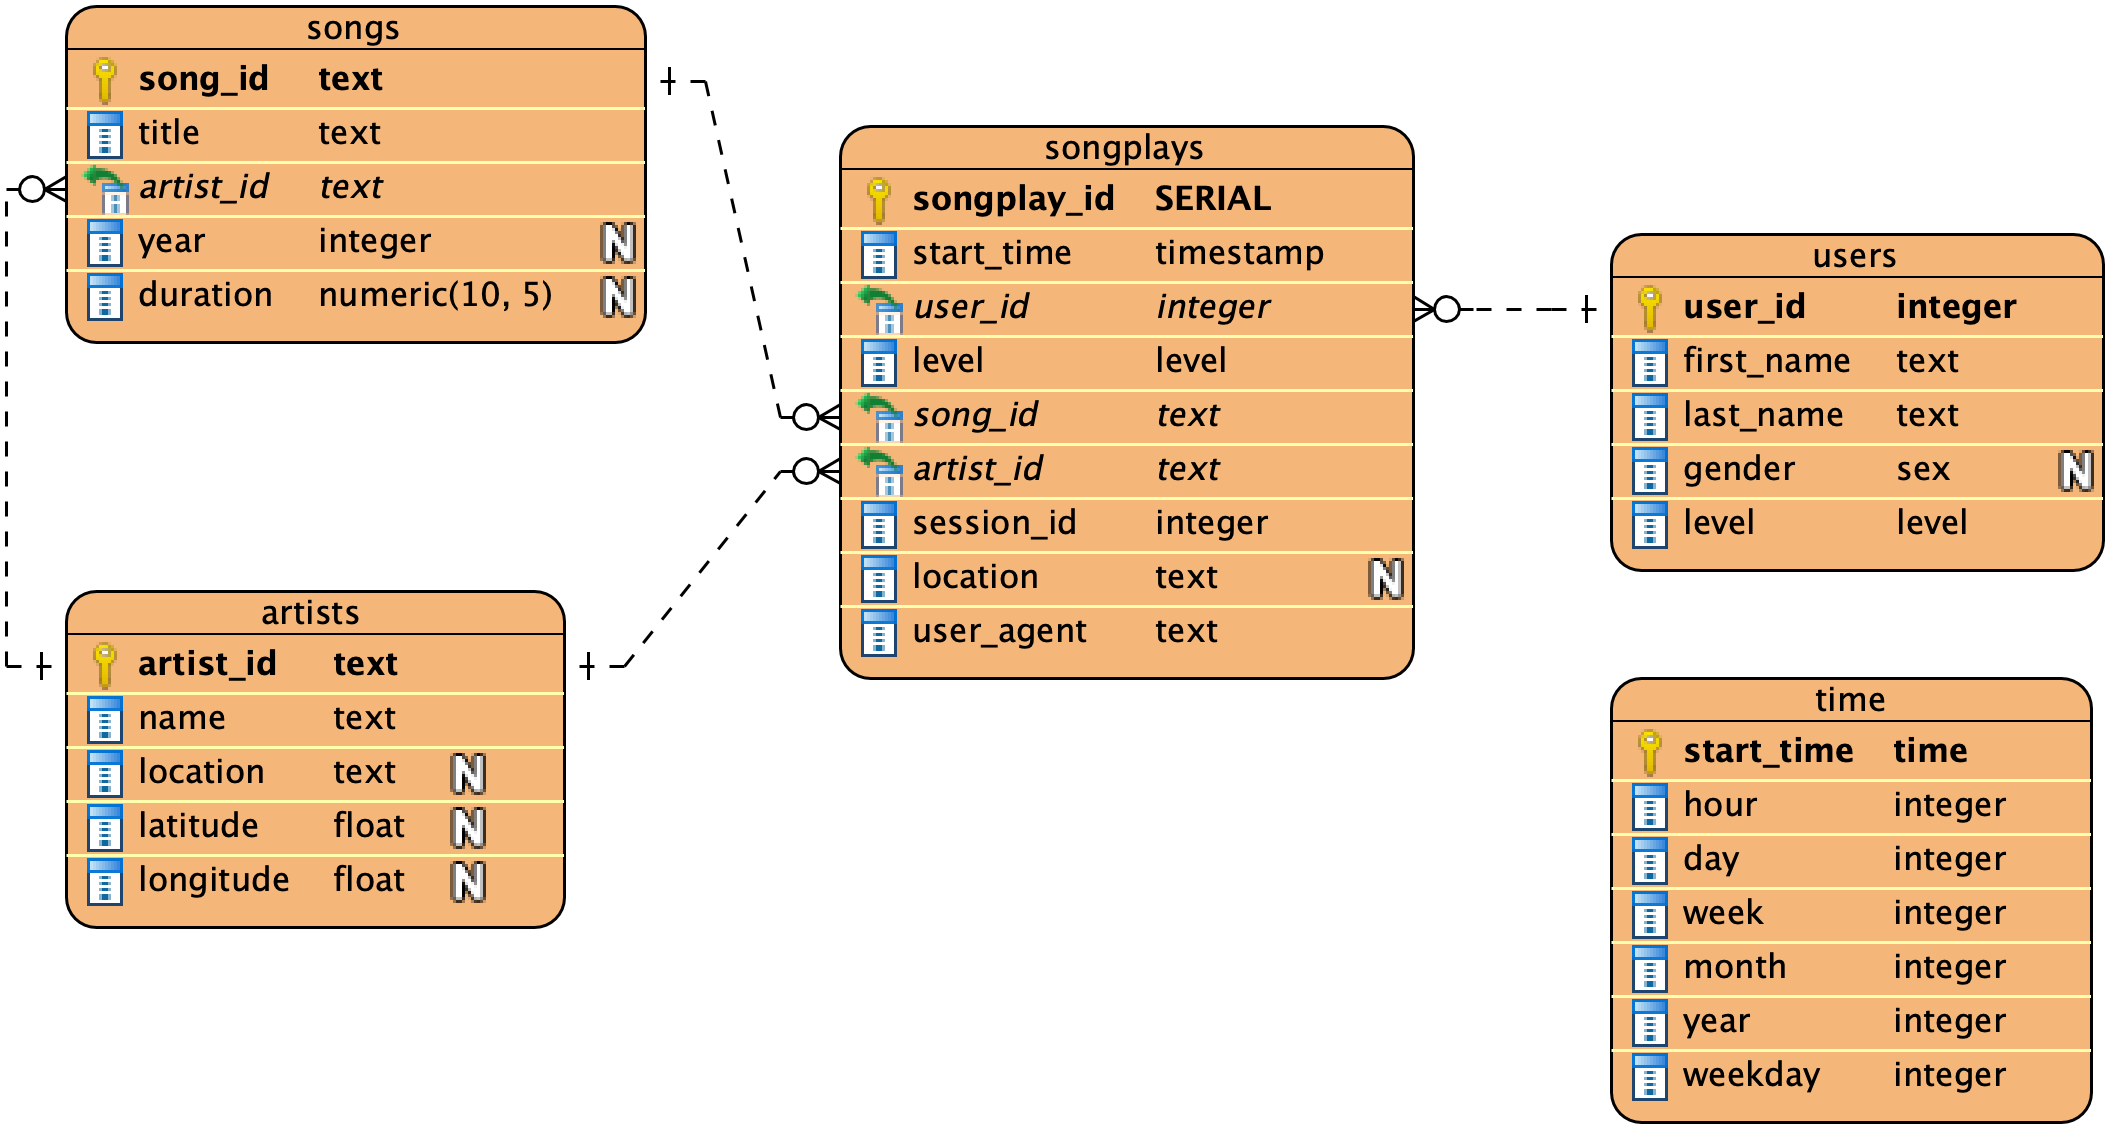 songs
song_id text
title text
artist_id text
year integer N
duration numeric(10, 5) N
artists
artist_id text
name text
location text N
latitude float N
longitude float N
songplays
songplay_id SERIAL
start_time timestamp
user_id integer
level level
song_id text
artist_id text
session_id integer
location text N
user_agent text
users
user_id integer
first_name text
last_name text
gender sex N
level level
time
start_time time
hour integer
day integer
week integer
month integer
year integer
weekday integer